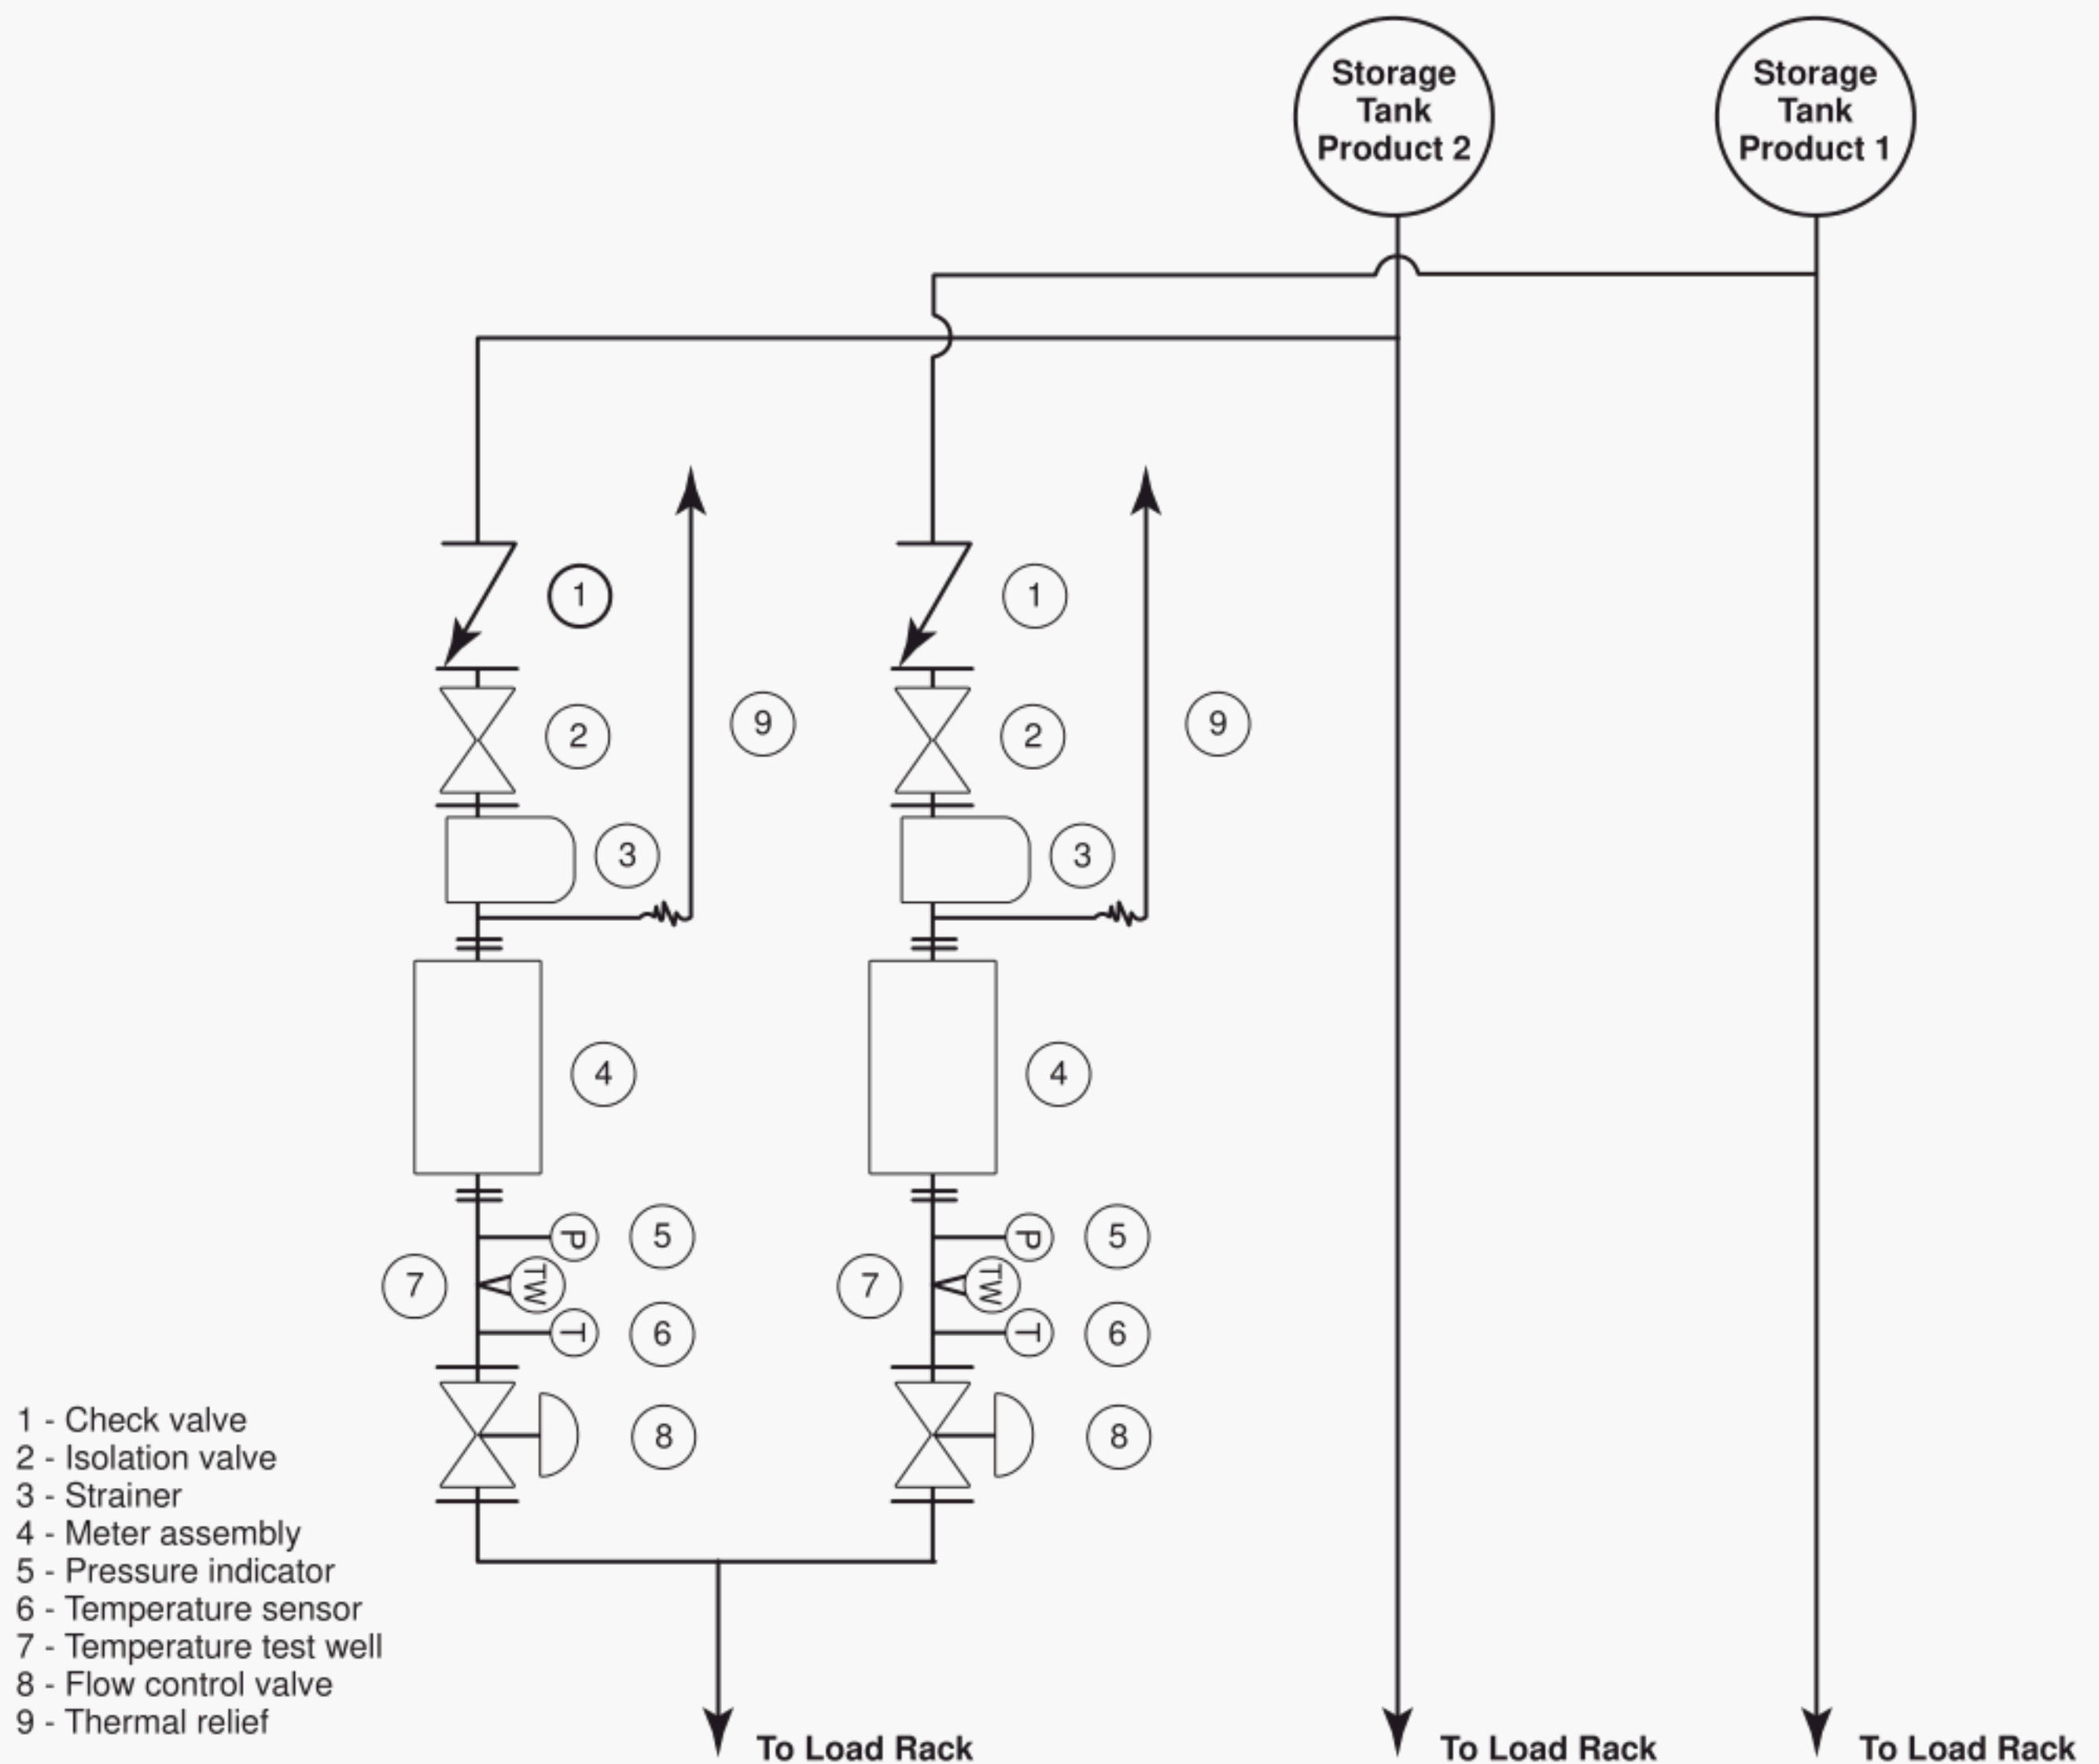 Storage
Tank
Product 2
Storage
Tank
Product 1
1
1
2
9
2
9
3
3
4
4
P
5
P
5
7
TW
7
TW
T
6
T
6
8
8
1 - Check valve
2 - Isolation valve
3 - Strainer
4 - Meter assembly
5 - Pressure indicator
6 - Temperature sensor
7 - Temperature test well
8 - Flow control valve
9 - Thermal relief
To Load Rack
To Load Rack
To Load Rack